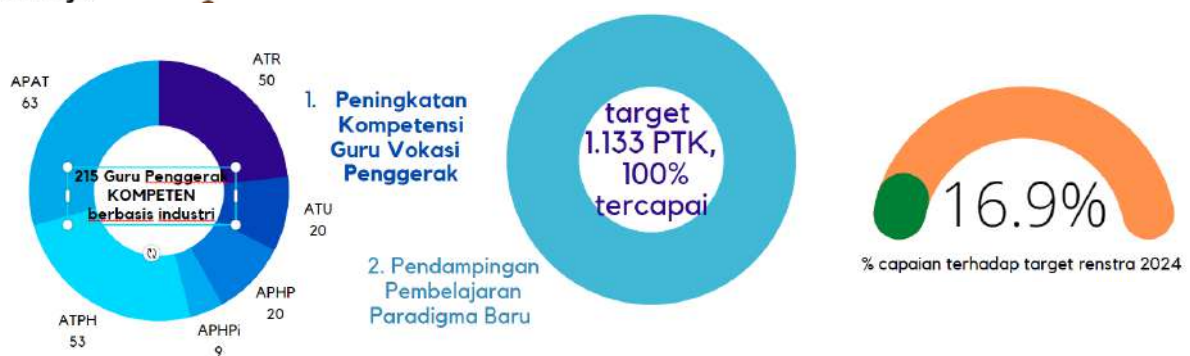 APAT
63
ATR
50
215 Guru Penggerak
KOMPETEN
berbasis industri
ATU
20
APHP
20
APHPi
9
ATPH
53
1. Peningkatan
Kompetensi
Guru Vokasi
Penggerak
2. Pendampingan
Pembelajaran
Paradigma Baru
target
1.133 PTK,
100%
tercapai
16.9%
% capaian terhadap target renstra 2024